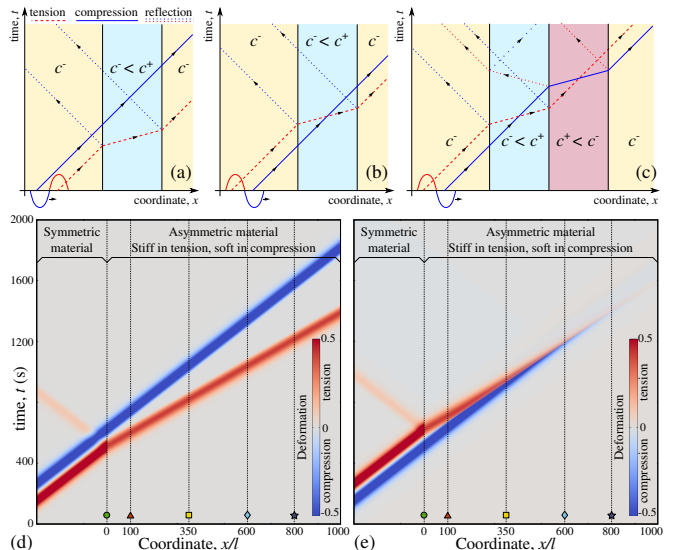 tension compression reflection
time, t
c⁻
c⁻ < c⁺
c⁻
(a)
coordinate, x
time, t
c⁻
c⁻ < c⁺
c⁻
(b)
coordinate, x
time, t
c⁻
c⁻ < c⁺
c⁺ < c⁻
c⁻
(c)
coordinate, x
2000
1600
1200
800
400
0
time, t (s)
Symmetric
material
Asymmetric material
Stiff in tension, soft in compression
0.5
0
-0.5
Deformation
compression tension
0 100 350 600 800 1000
(d)
Coordinate, x/l
Symmetric
material
Asymmetric material
Stiff in tension, soft in compression
0.5
0
-0.5
Deformation
compression tension
0 100 350 600 800 1000
(e)
Coordinate, x/l